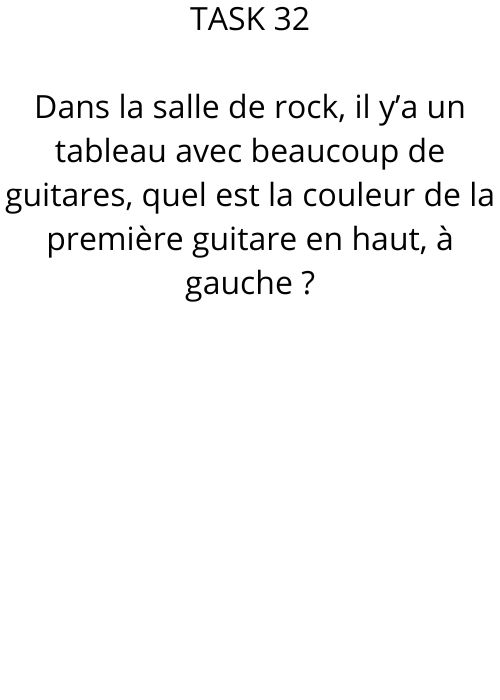 TASK 32
Dans la salle de rock, il y’a un
tableau avec beaucoup de
guitares, quel est la couleur de la
première guitare en haut, à
gauche ?